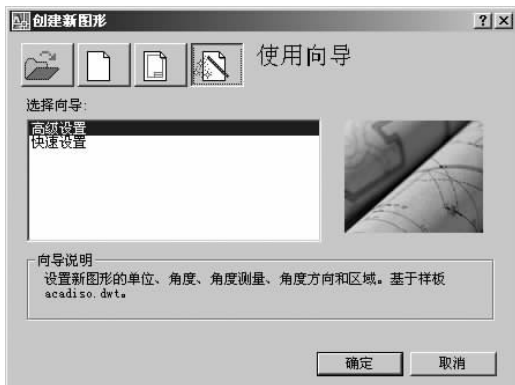 创建新图形
使用向导
选择向导:
高级设置
快速设置
向导说明
设置新图形的单位、角度、角度测量、角度方向和区域。基于样板
acadiso.dwt。
确定
取消